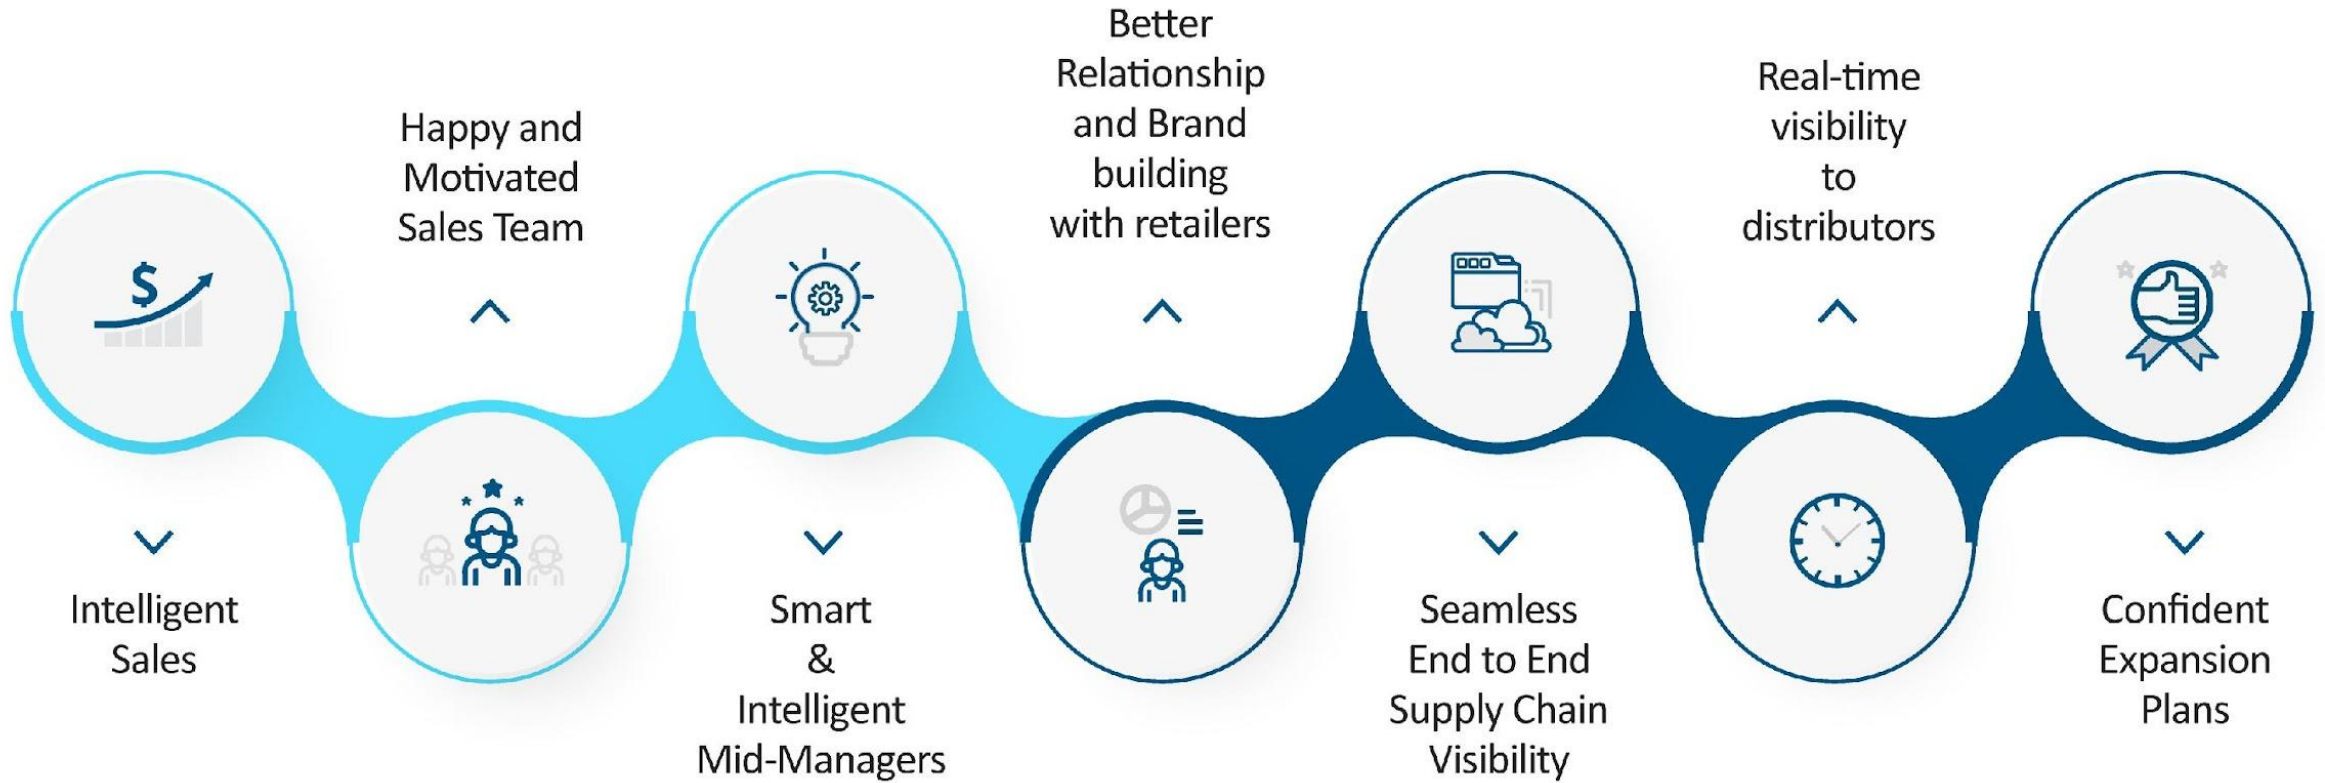 Intelligent
Sales
Happy and
Motivated
Sales Team
Smart
&
Intelligent
Mid-Managers
Better
Relationship
and Brand
building
with retailers
Seamless
End to End
Supply Chain
Visibility
Real-time
visibility
to
distributors
Confident
Expansion
Plans
$